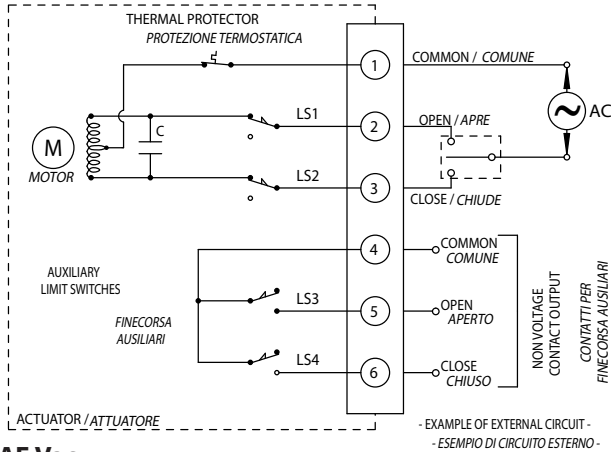 THERMAL PROTECTOR
PROTEZIONE TERMOSTATICA
1
COMMON / COMUNE
AC
LS1
2
OPEN / APRE
C
M
MOTOR
LS2
3
CLOSE / CHIUDE
4
COMMON
COMUNE
AUXILIARY
LIMIT SWITCHES
LS3
5
OPEN
APERTO
FINECORSA
AUSILIARI
LS4
6
CLOSE
CHIUSO
NON VOLTAGE
CONTACT OUTPUT
CONTATTI PER
FINECORSA AUSILIARI
ACTUATOR / ATTUATORE
- EXAMPLE OF EXTERNAL CIRCUIT -
- ESEMPIO DI CIRCUITO ESTERNO -